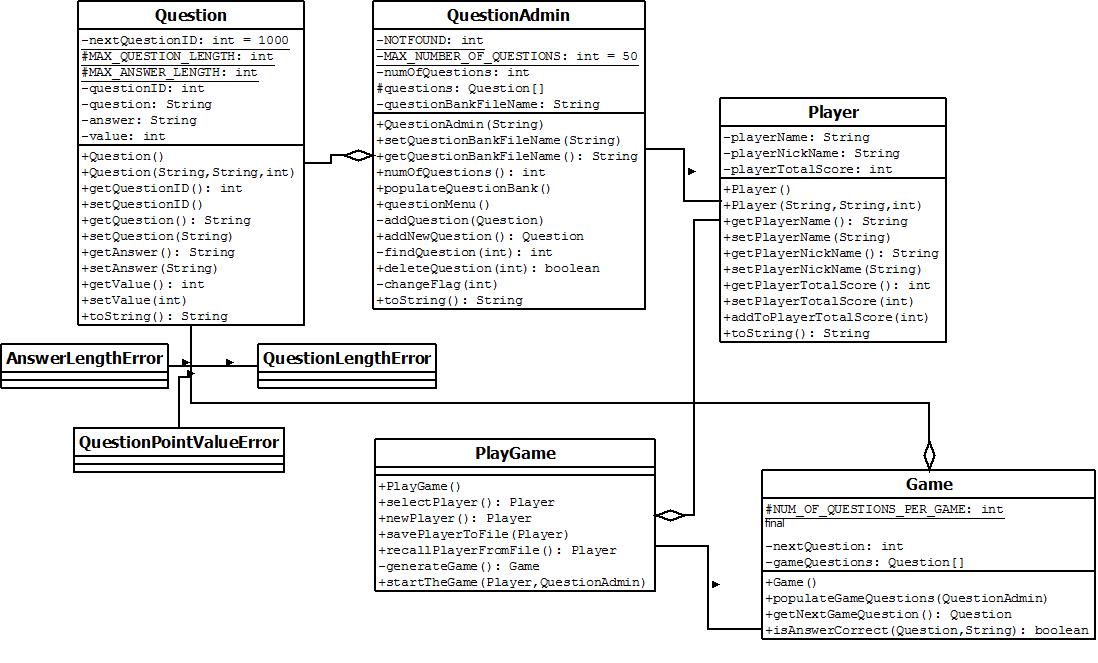 Question
-nextQuestionID: int = 1000
#MAX_QUESTION_LENGTH: int
#MAX_ANSWER_LENGTH: int
-questionID: int
-question: String
-answer: String
-value: int
+Question()
+Question(String,String,int)
+getQuestionID(): int
+setQuestionID()
+getQuestion(): String
+setQuestion(String)
+getAnswer(): String
+setAnswer(String)
+getValue(): int
+setValue(int)
+toString(): String
QuestionAdmin
-NOTFOUND: int
-MAX_NUMBER_OF_QUESTIONS: int = 50
-numOfQuestions: int
#questions: Question[]
-questionBankFileName: String
+QuestionAdmin(String)
+setQuestionBankFileName(String)
+getQuestionBankFileName(): String
+numOfQuestions(): int
+populateQuestionBank()
+questionMenu()
-addQuestion(Question)
+addNewQuestion(): Question
-findQuestion(int): int
+deleteQuestion(int): boolean
-changeFlag(int)
+toString(): String
Player
-playerName: String
-playerNickName: String
-playerTotalScore: int
+Player()
+Player(String,String,int)
+getPlayerName(): String
+setPlayerName(String)
+getPlayerNickName(): String
+setPlayerNickName(String)
+getPlayerTotalScore(): int
+setPlayerTotalScore(int)
+addToPlayerTotalScore(int)
+toString(): String
AnswerLengthError
QuestionLengthError
QuestionPointValueError
PlayGame
+PlayGame()
+selectPlayer(): Player
+newPlayer(): Player
+savePlayerToFile(Player)
+recallPlayerFromFile(): Player
-generateGame(): Game
+startTheGame(Player,QuestionAdmin)
Game
#NUM_OF_QUESTIONS_PER_GAME: int
final
-nextQuestion: int
-gameQuestions: Question[]
+Game()
+populateGameQuestions(QuestionAdmin)
+getNextGameQuestion(): Question
+isAnswerCorrect(Question,String): boolean